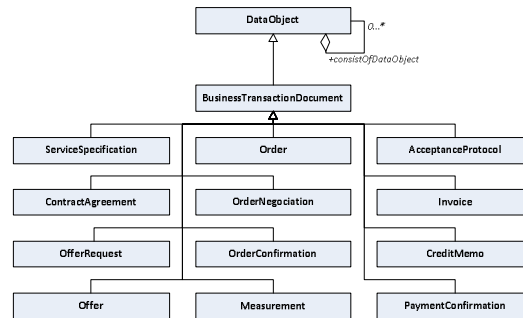 DataObject
0...*
+consistOfDataObject
BusinessTransactionDocument
ServiceSpecification
Order
AcceptanceProtocol
ContractAgreement
OrderNegociation
Invoice
OfferRequest
OrderConfirmation
CreditMemo
Offer
Measurement
PaymentConfirmation